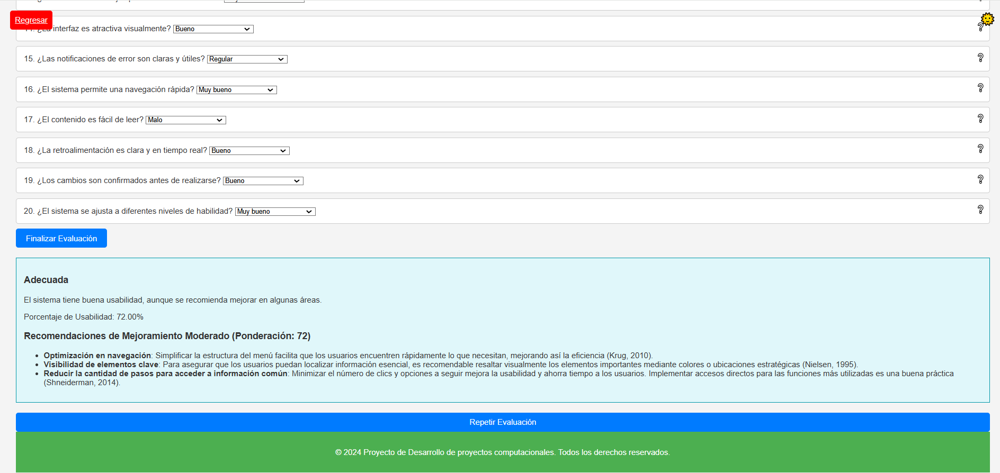 Regresar
interfaz es atractiva visualmente? Bueno
15. ¿Las notificaciones de error son claras y útiles? Regular
16. ¿El sistema permite una navegación rápida? Muy bueno
17. ¿El contenido es fácil de leer? Malo
18. ¿La retroalimentación es clara y en tiempo real? Bueno
19. ¿Los cambios son confirmados antes de realizarse? Bueno
20. ¿El sistema se ajusta a diferentes niveles de habilidad? Muy bueno
Finalizar Evaluación
Adecuada
El sistema tiene buena usabilidad, aunque se recomienda mejorar en algunas áreas.
Porcentaje de Usabilidad: 72.00%
Recomendaciones de Mejoramiento Moderado (Ponderación: 72)
• Optimización en navegación: Simplificar la estructura del menú facilita que los usuarios encuentren rápidamente lo que necesitan, mejorando así la eficiencia (Krug, 2010).
• Visibilidad de elementos clave: Para asegurar que los usuarios puedan localizar información esencial, es recomendable resaltar visualmente los elementos importantes mediante colores o ubicaciones estratégicas (Nielsen, 1995).
• Reducir la cantidad de pasos para acceder a información común: Minimizar el número de clics y opciones a seguir mejora la usabilidad y ahorra tiempo a los usuarios. Implementar accesos directos para las funciones más utilizadas es una buena práctica
(Shneiderman, 2014).
Repetir Evaluación
© 2024 Proyecto de Desarrollo de proyectos computacionales. Todos los derechos reservados.